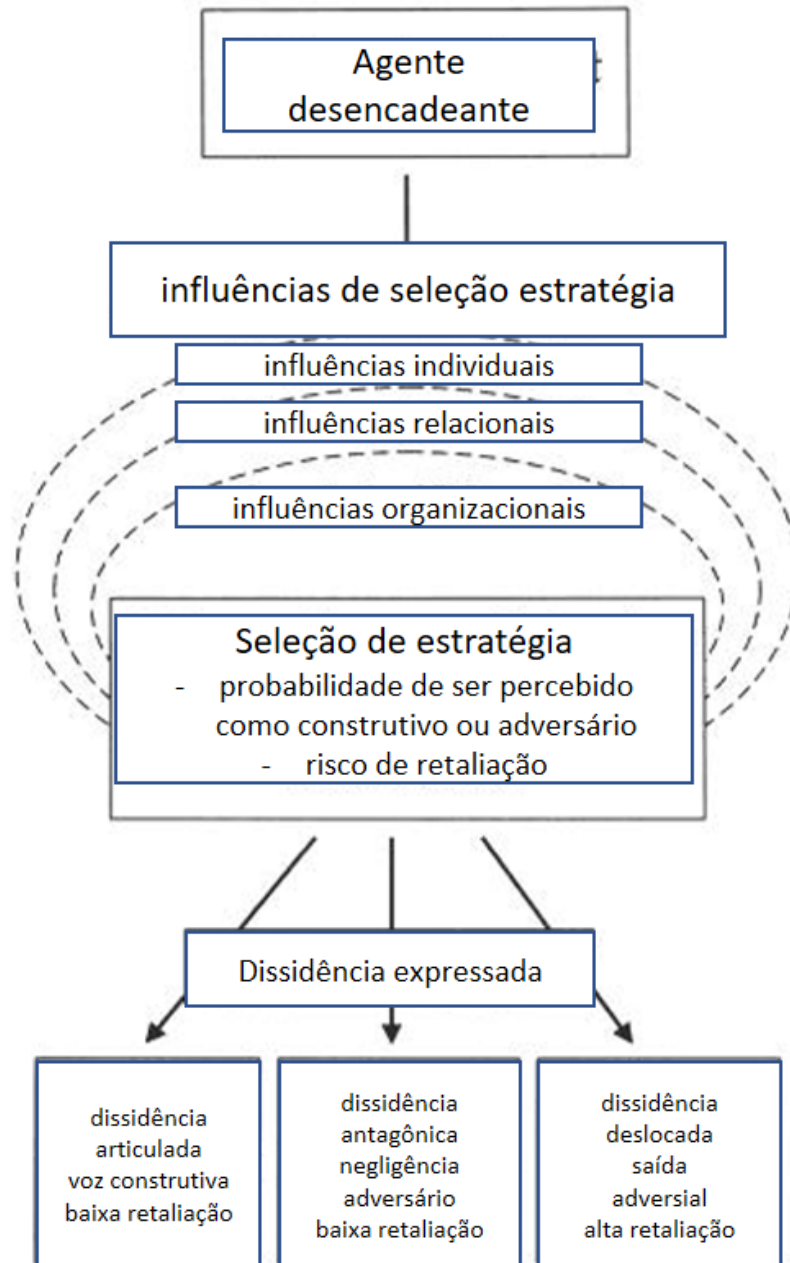 Agente
desencadeante
t
influências de seleção estratégia
influências individuais
influências relacionais
influências organizacionais
Seleção de estratégia
- probabilidade de ser percebido
como construtivo ou adversário
- risco de retaliação
Dissidência expressada
dissidência
articulada
voz construtiva
baixa retaliação
dissidência
antagônica
negligência
adversário
baixa retaliação
dissidência
deslocada
saída
adversial
alta retaliação